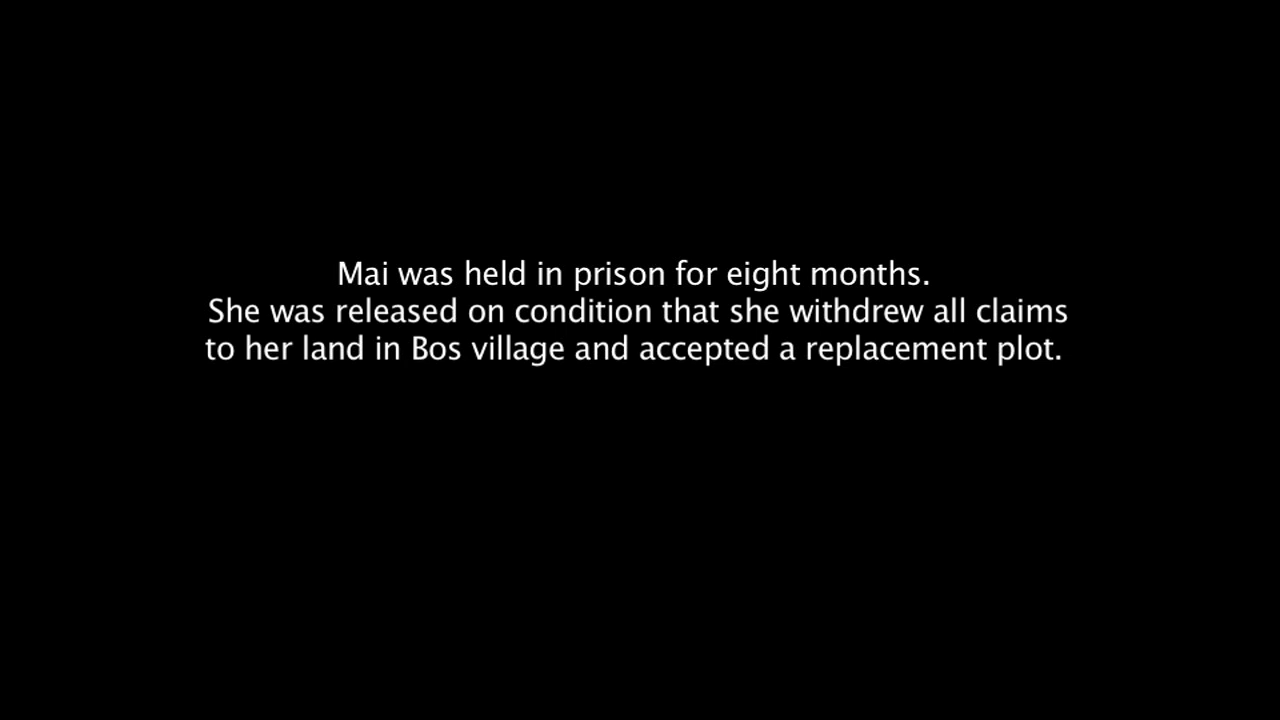 Mai was held in prison for eight months.
She was released on condition that she withdrew all claims
to her land in Bos village and accepted a replacement plot.